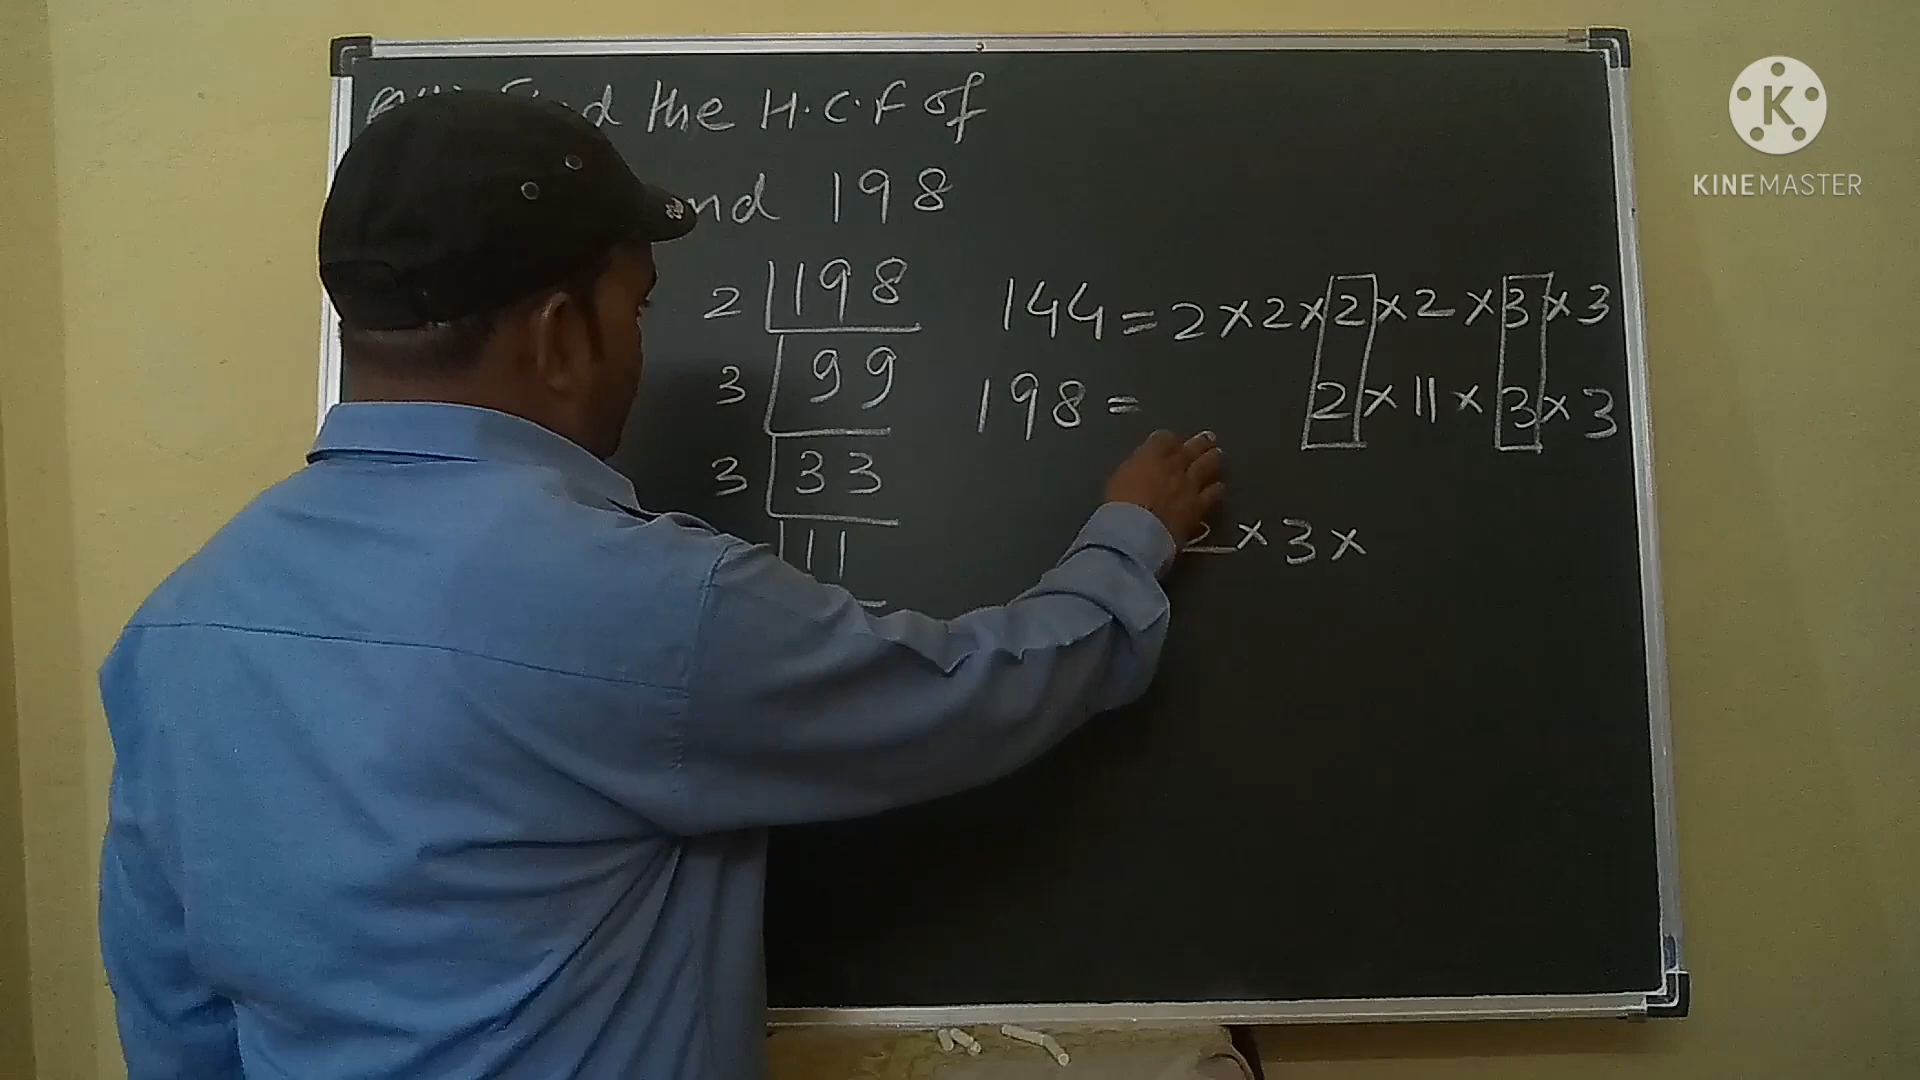 the H.C.F of
nd 198
2 | 198
3 | 99
3 | 33
11
144 = 2 × 2 × 2 × 2 × 3 × 3
198 = 2 × 11 × 3 × 3
2 × 3 ×
K
KINEMASTER